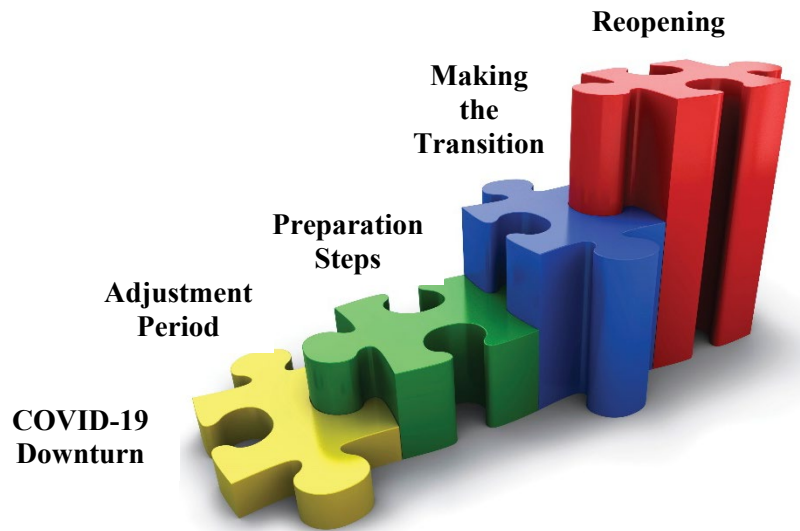 Reopening
Making
the
Transition
Preparation
Steps
Adjustment
Period
COVID-19
Downturn